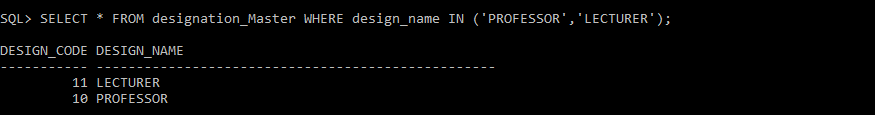 SQL> SELECT * FROM designation_Master WHERE design_name IN ('PROFESSOR','LECTURER');
DESIGN_CODE DESIGN_NAME
----------- --------------------------------------------------
         11 LECTURER
         10 PROFESSOR